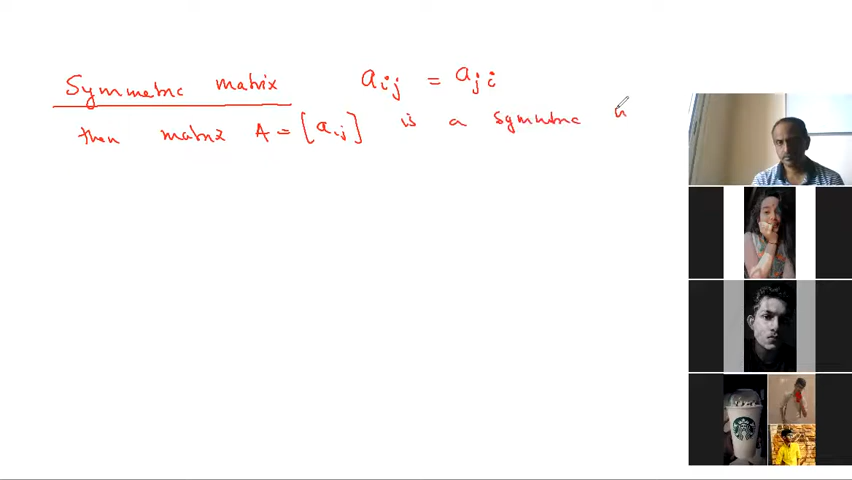 Symmetric matrix aij = aji
then matrix A = [aij] is a symmetric